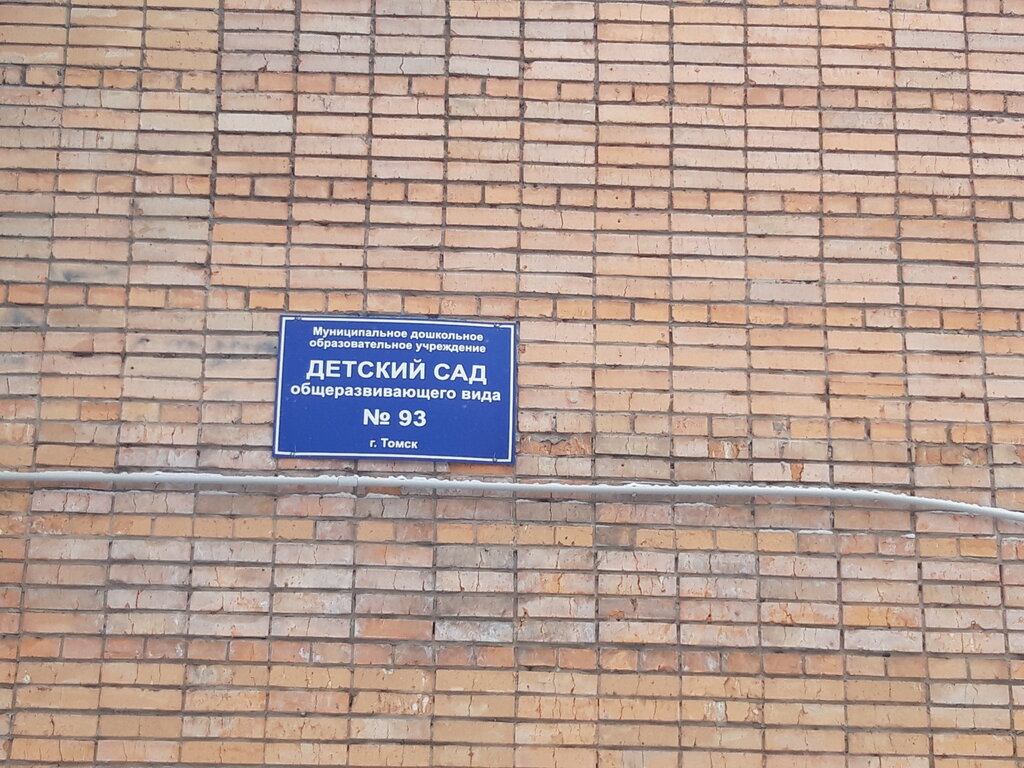 Муниципальное дошкольное
образовательное учреждение
ДЕТСКИЙ САД
общеразвивающего вида
№ 93
г. Томск